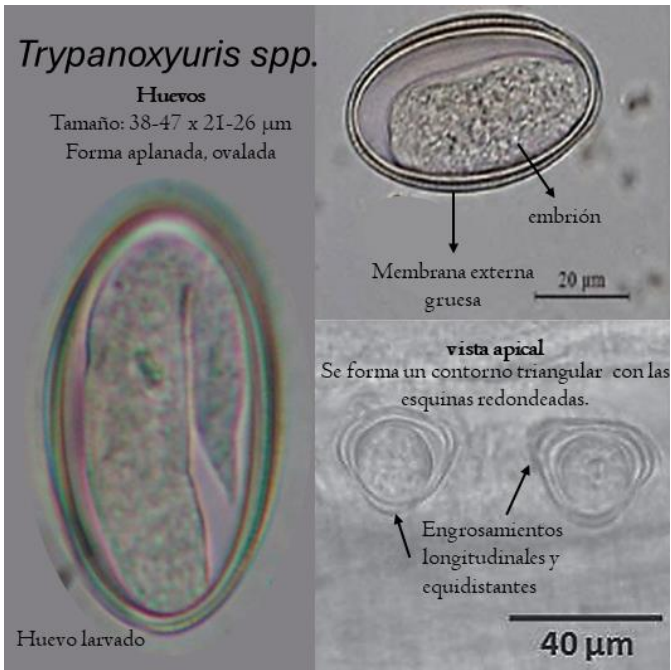 Trypanoxyuris spp.
Huevos
Tamaño: 38-47 x 21-26 µm
Forma aplanada, ovalada
Huevo larvado
embrión
Membrana externa
gruesa
20 µm
vista apical
Se forma un contorno triangular con las
esquinas redondeadas.
Engrosamientos
longitudinales y
equidistantes
40 µm